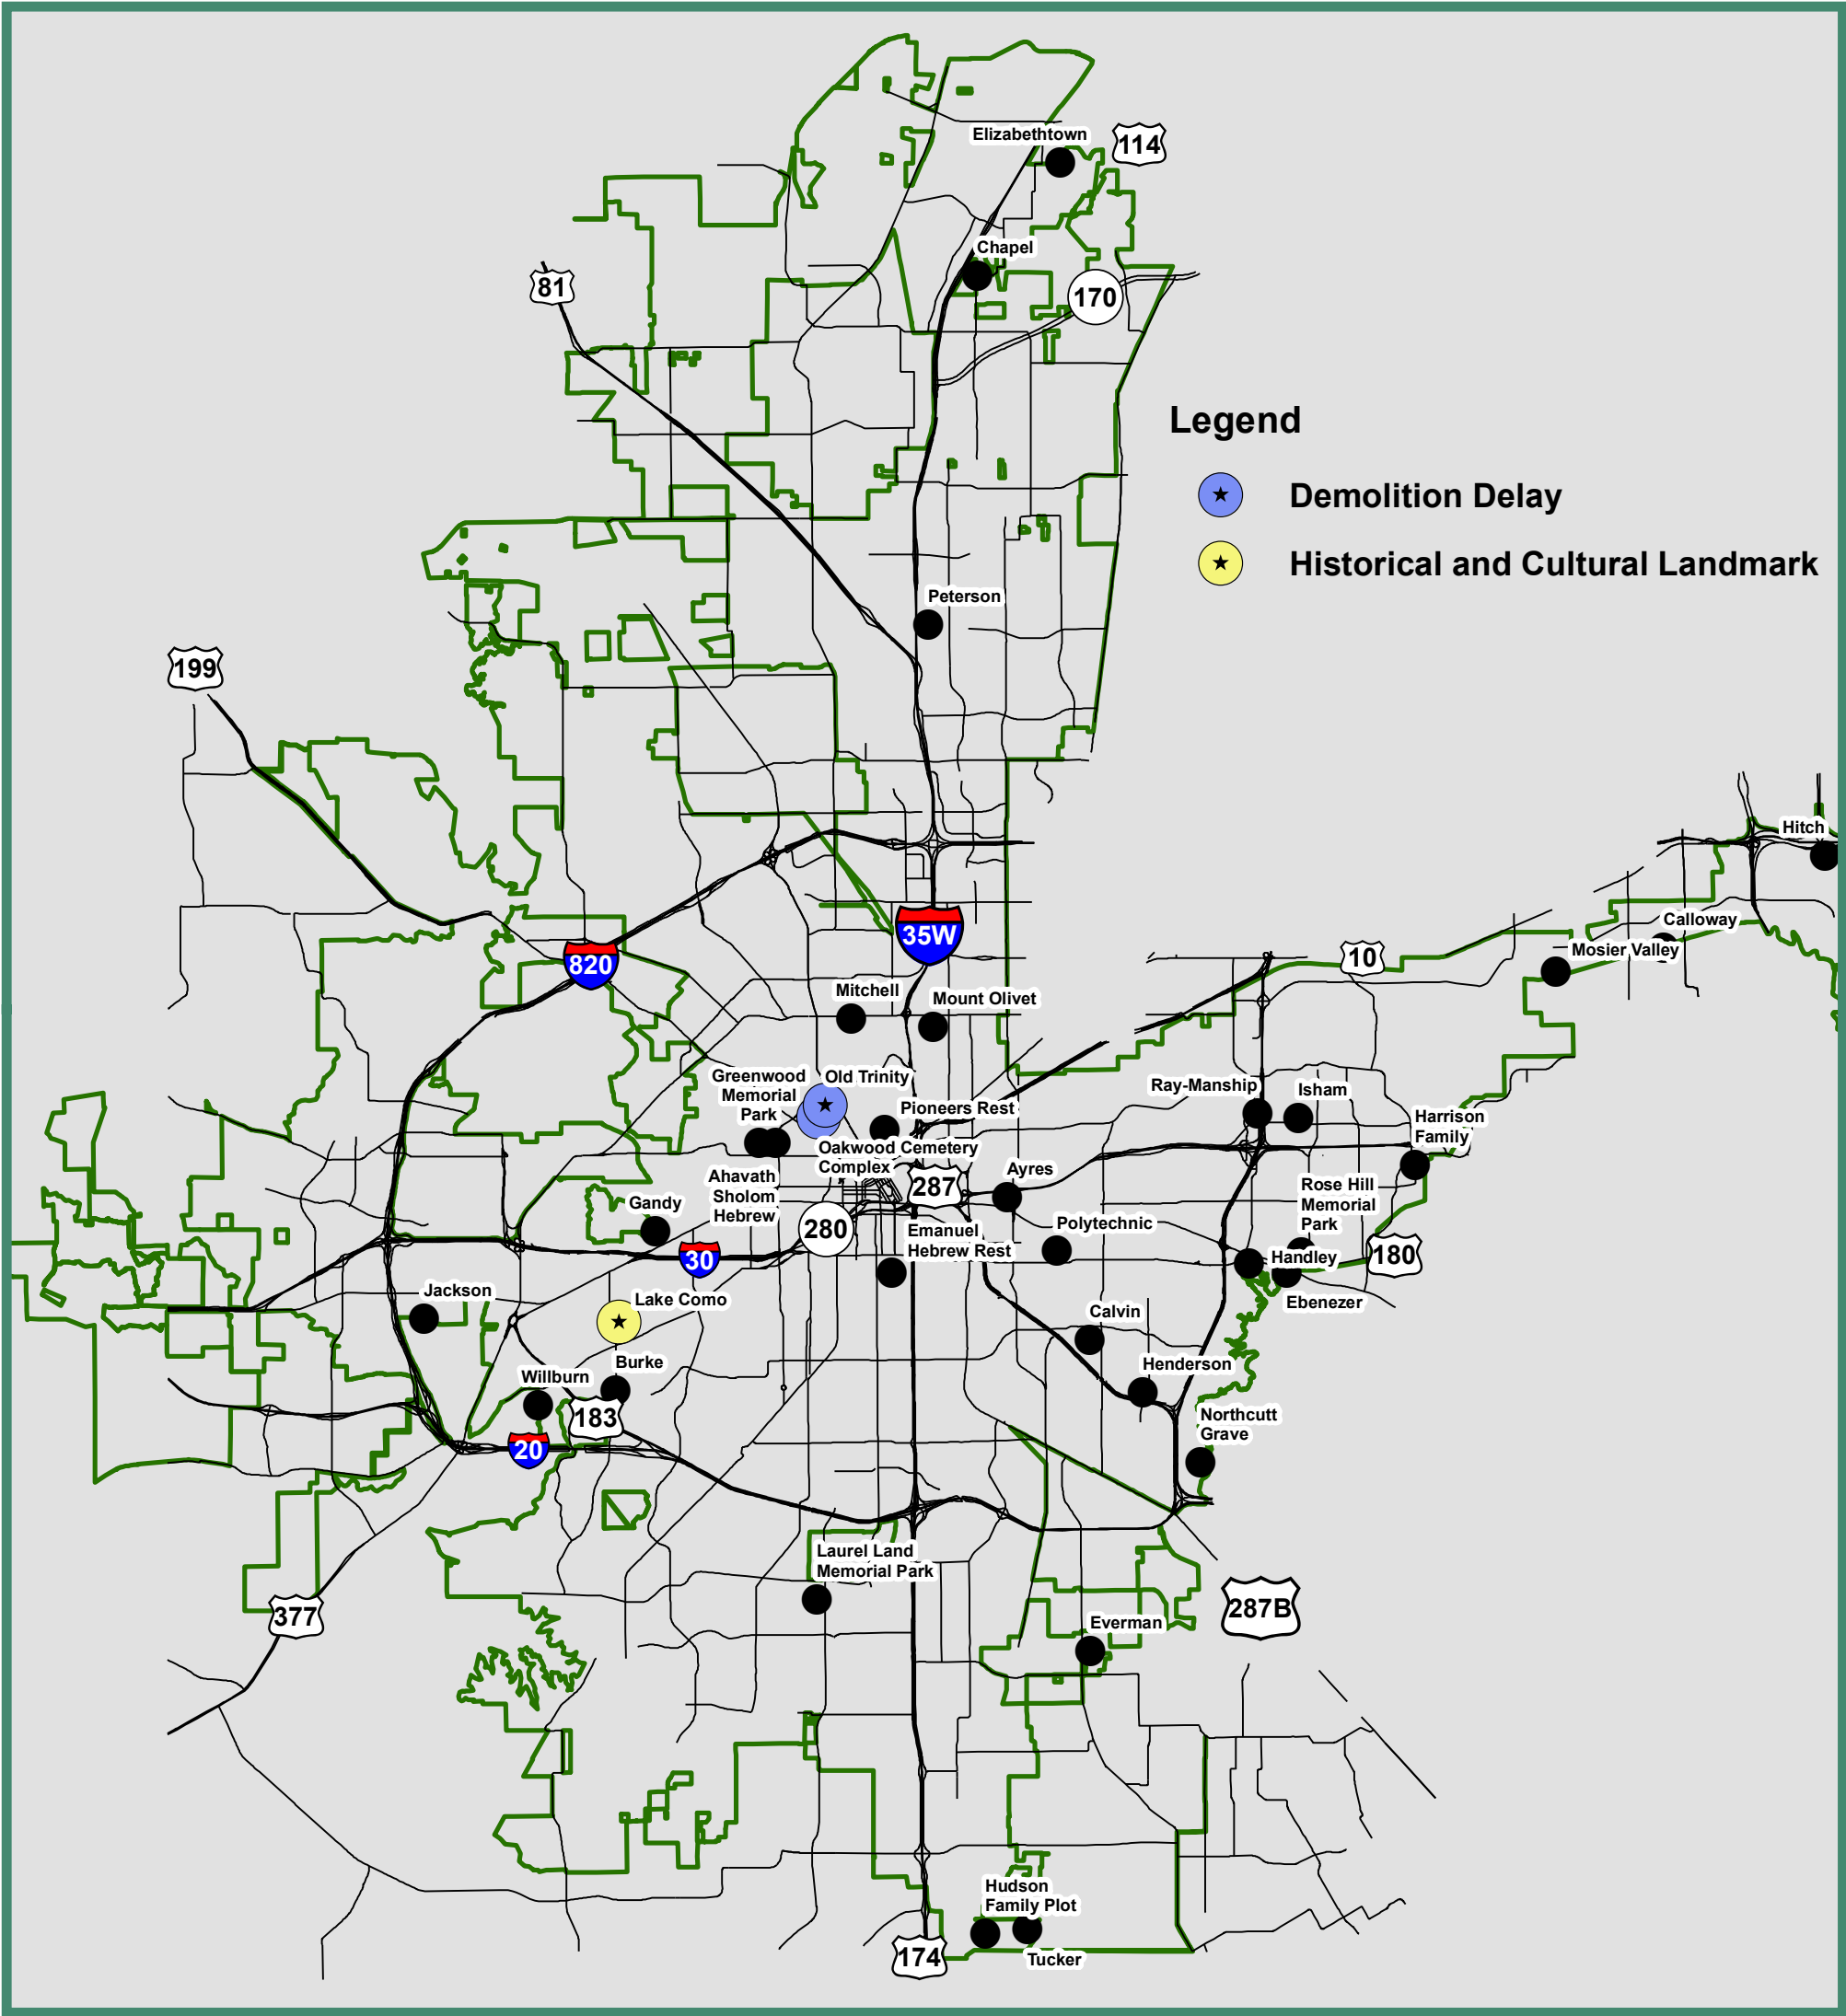 Elizabethtown
114
Chapel
81
170
Legend
Demolition Delay
Historical and Cultural Landmark
Peterson
199
Hitch
Calloway
35W
Mosier Valley
10
820
Mitchell
Mount Olivet
Greenwood
Memorial
Park
Old Trinity
Ray-Manship
Isham
Pioneers Rest
Harrison
Family
Oakwood Cemetery
Complex
Ahavath
Sholom
Hebrew
287
Ayres
Rose Hill
Memorial
Park
Gandy
280
Emanuel
Hebrew Rest
Polytechnic
30
Handley
180
Jackson
Lake Como
Ebenezer
Calvin
Burke
Willburn
Henderson
183
Northcutt
Grave
20
Laurel Land
Memorial Park
377
287B
Everman
Hudson
Family Plot
174
Tucker